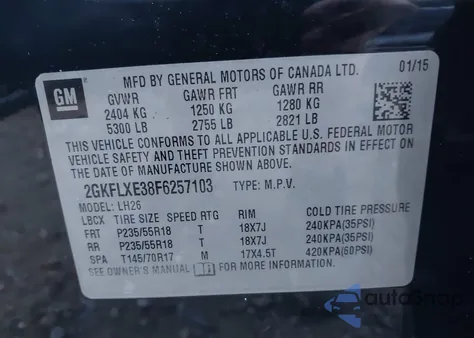 GM
MFD BY GENERAL MOTORS OF CANADA LTD. 01/15
GVWR GAWR FRT GAWR RR
2404 KG 1250 KG 1280 KG
5300 LB 2755 LB 2821 LB
THIS VEHICLE CONFORMS TO ALL APPLICABLE U.S. FEDERAL MOTOR
VEHICLE SAFETY AND THEFT PREVENTION STANDARDS IN EFFECT ON
THE DATE OF MANUFACTURE SHOWN ABOVE.
2GKFLXE38F6257103 TYPE: M.P.V.
MODEL: LH26
LBCX TIRE SIZE SPEED RTG RIM COLD TIRE PRESSURE
FRT P235/55R18 T 18X7J 240KPA(35PSI)
RR P235/55R18 T 18X7J 240KPA(35PSI)
SPA T145/70R17 M 17X4.5T 420KPA(60PSI)
SEE OWNER'S MANUAL FOR MORE INFORMATION.
autoSnap